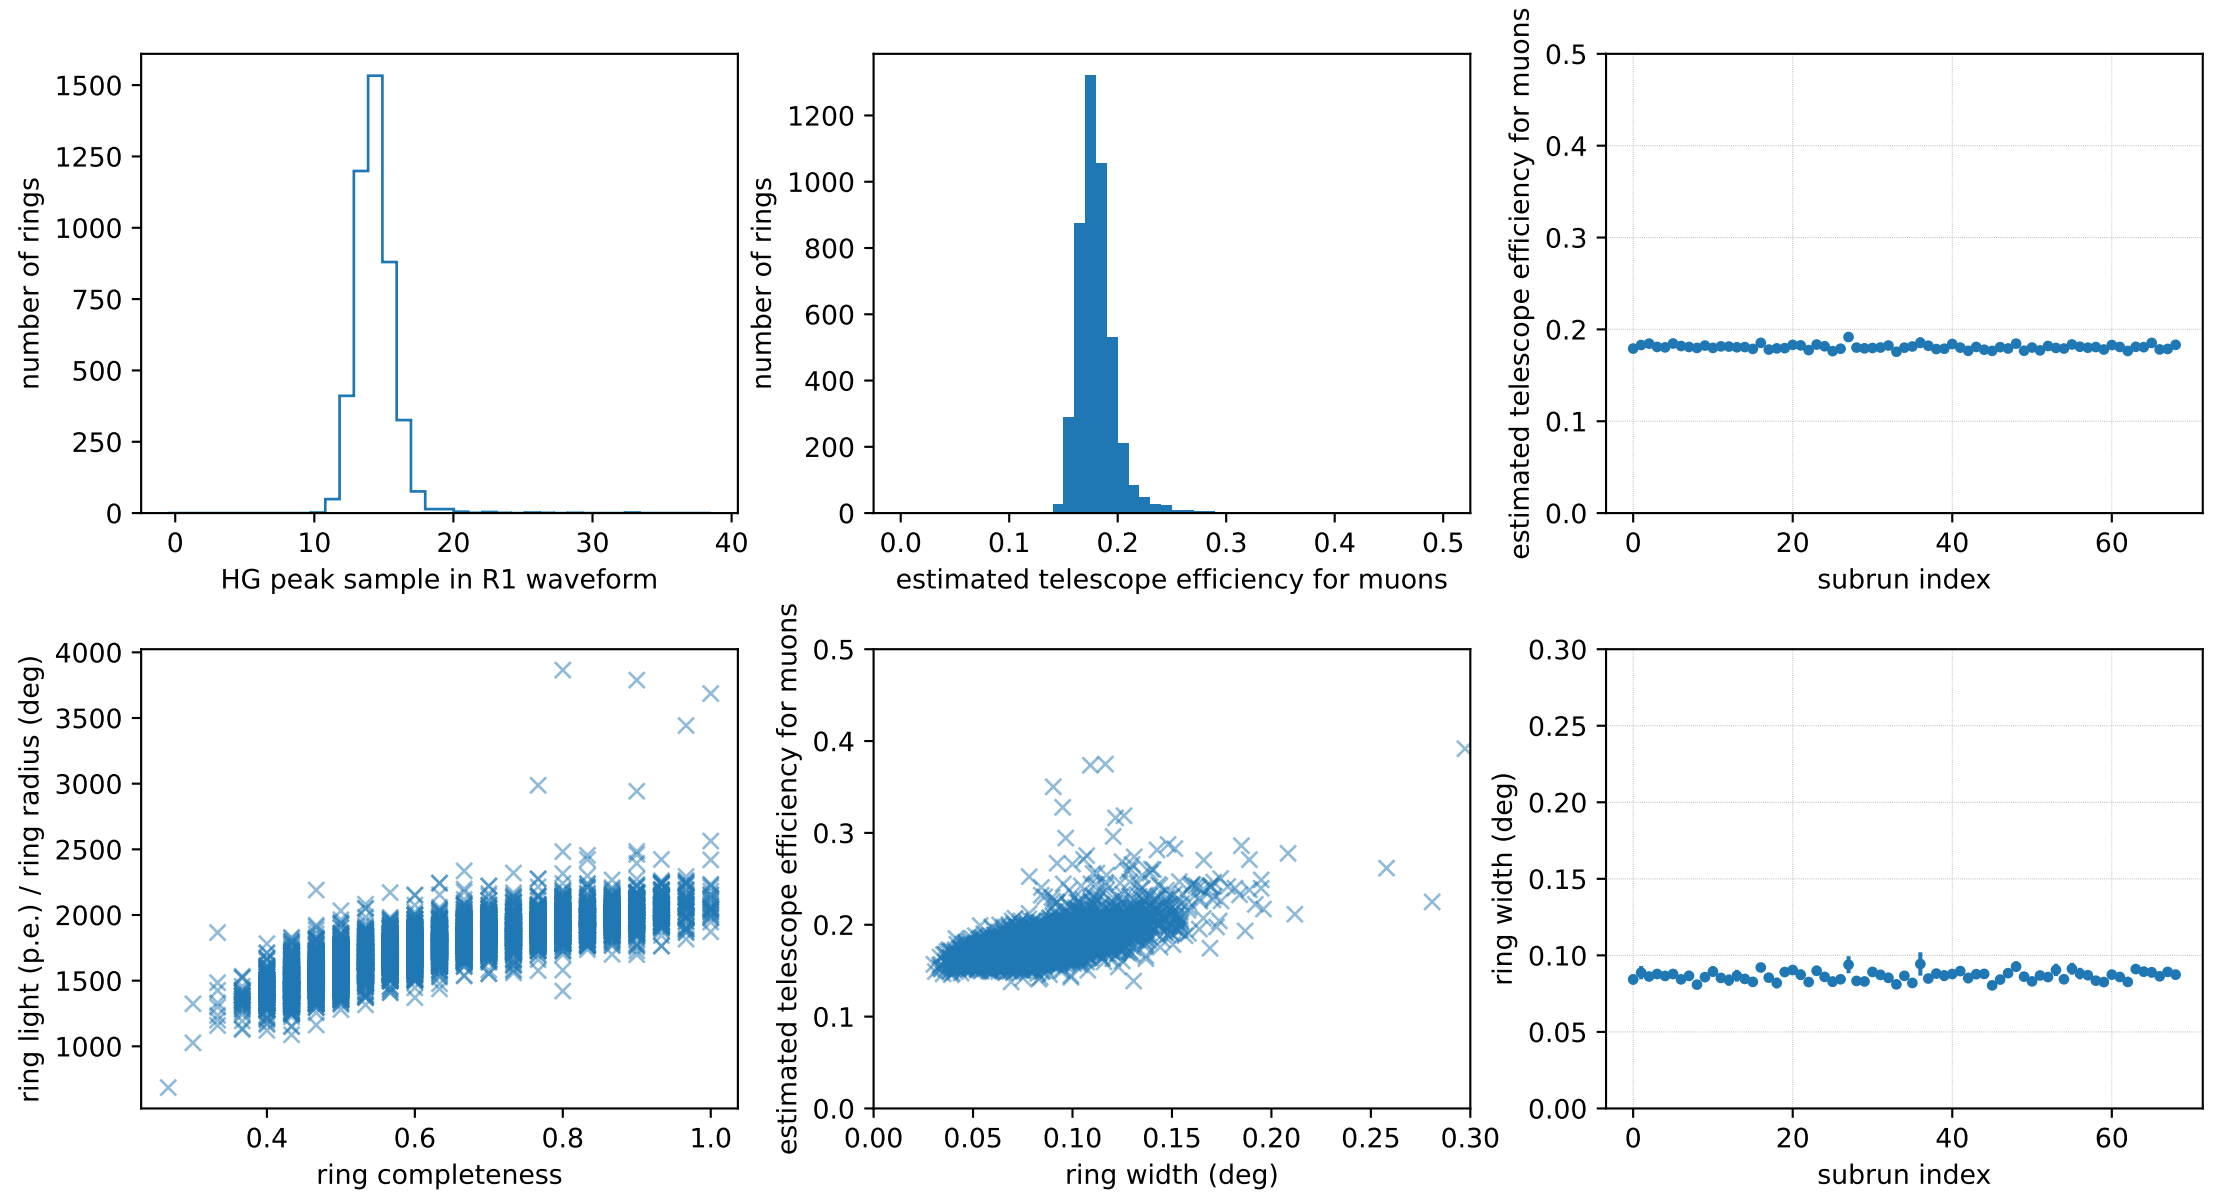 1500
1250
1000
750
500
250
0
number of rings
0 10 20 30 40
HG peak sample in R1 waveform
1200
1000
800
600
400
200
0
number of rings
0.0 0.1 0.2 0.3 0.4 0.5
estimated telescope efficiency for muons
0.5
0.4
0.3
0.2
0.1
0.0
estimated telescope efficiency for muons
0 20 40 60
subrun index
4000
3500
3000
2500
2000
1500
1000
ring light (p.e.) / ring radius (deg)
0.4 0.6 0.8 1.0
ring completeness
0.5
0.4
0.3
0.2
0.1
0.0
estimated telescope efficiency for muons
0.00 0.05 0.10 0.15 0.20 0.25 0.30
ring width (deg)
0.30
0.25
0.20
0.15
0.10
0.05
0.00
ring width (deg)
0 20 40 60
subrun index